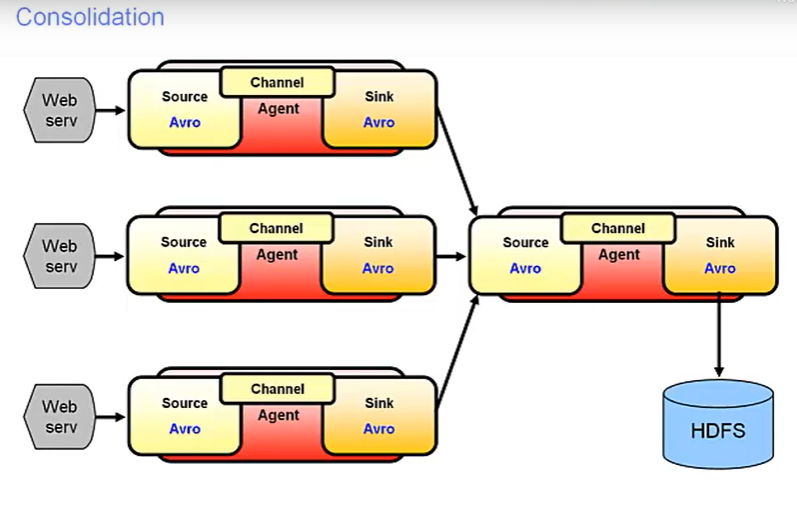 Consolidation
Web
serv
Source
Avro
Channel
Agent
Sink
Avro
Web
serv
Source
Avro
Channel
Agent
Sink
Avro
Source
Avro
Channel
Agent
Sink
Avro
Web
serv
Source
Avro
Channel
Agent
Sink
Avro
HDFS